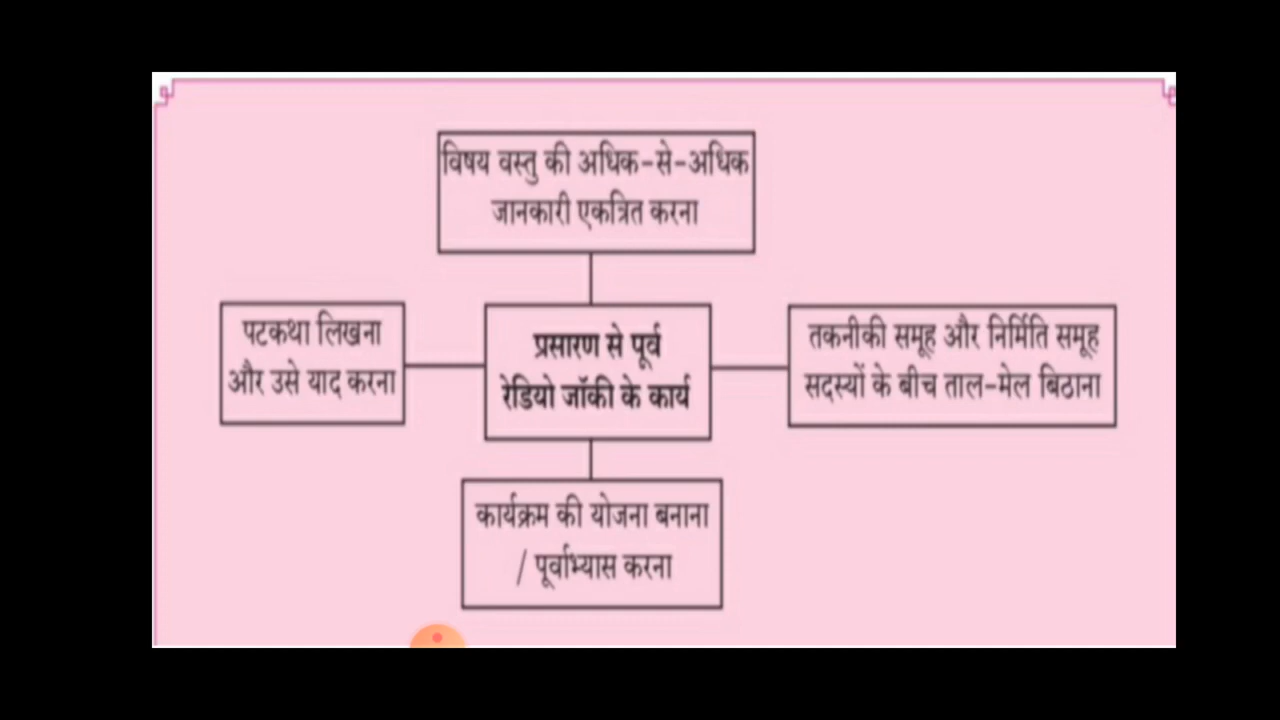 विषय वस्तु की अधिक-से-अधिक
जानकारी एकत्रित करना
पटकथा लिखना
और उसे याद करना
प्रसारण से पूर्व
रेडियो जॉकी के कार्य
तकनीकी समूह और निर्मिति समूह
सदस्यों के बीच ताल-मेल बिठाना
कार्यक्रम की योजना बनाना
/ पूर्वाभ्यास करना